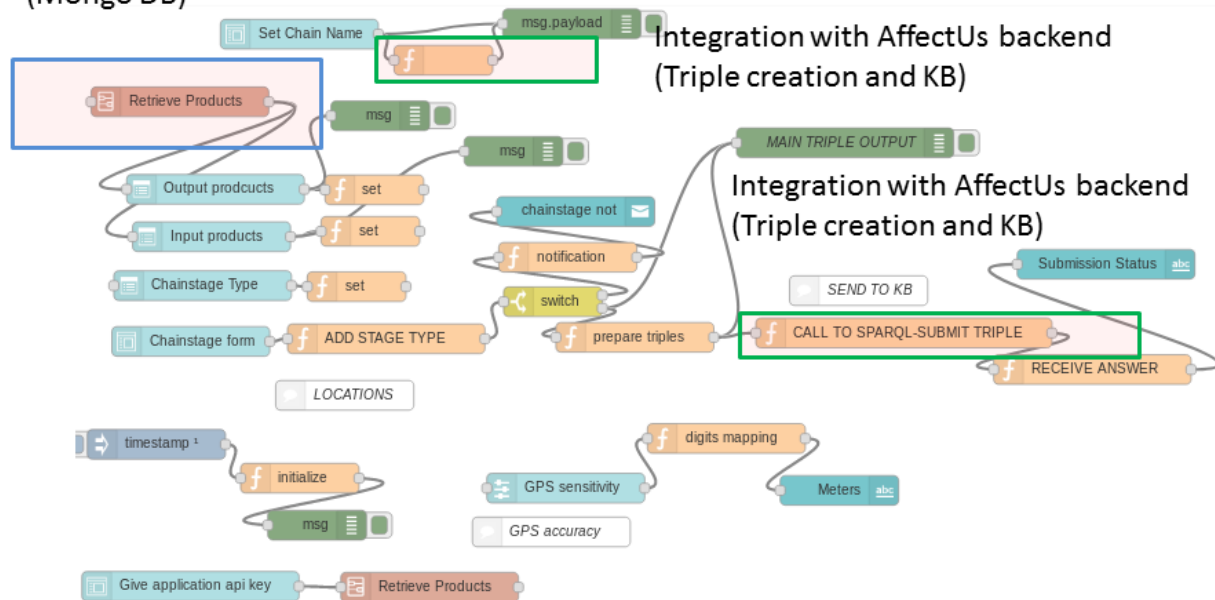 (Mongo DB)
msg.payload
Set Chain Name
Integration with AffectUs backend
(Triple creation and KB)
Retrieve Products
msg
MAIN TRIPLE OUTPUT
msg
Output prodcucts
set
Integration with AffectUs backend
(Triple creation and KB)
chainstage not
Input products
set
notification
Submission Status
abc
Chainstage Type
set
SEND TO KB
switch
Chainstage form
ADD STAGE TYPE
prepare triples
CALL TO SPARQL-SUBMIT TRIPLE
RECEIVE ANSWER
LOCATIONS
timestamp ¹
digits mapping
initialize
GPS sensitivity
Meters
abc
msg
GPS accuracy
Give application api key
Retrieve Products